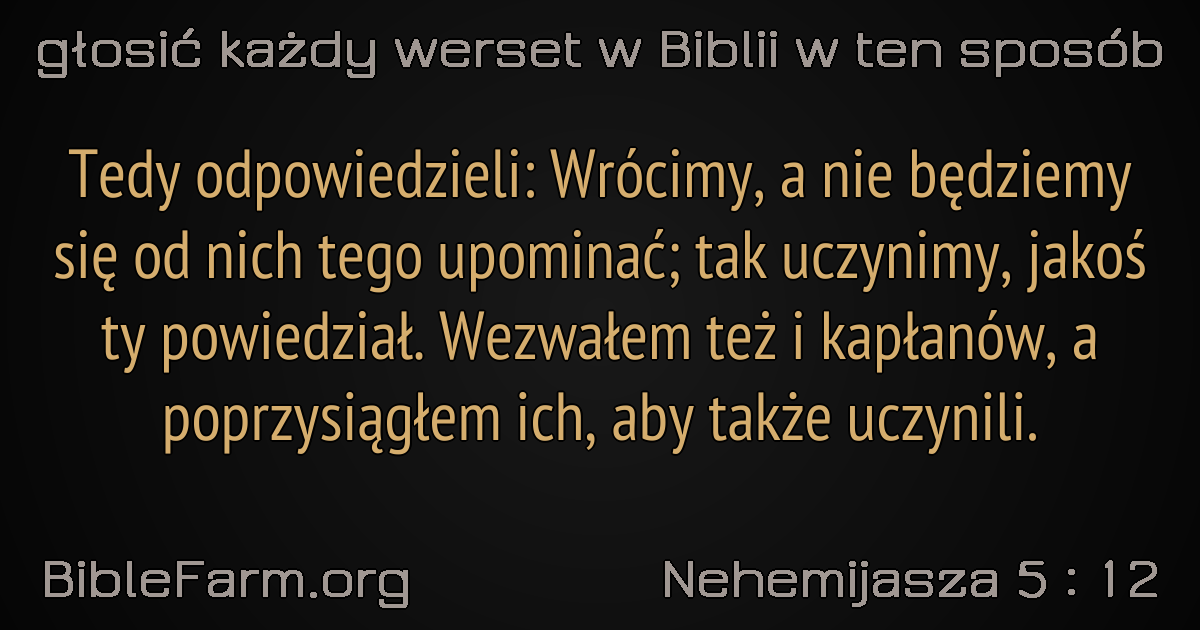 głosić każdy werset w Biblii w ten sposób
Tedy odpowiedzieli: Wrócimy, a nie będziemy
się od nich tego upominać; tak uczynimy, jakoś
ty powiedział. Wezwałem też i kapłanów, a
poprzysiągłem ich, aby także uczynili.
BibleFarm.org
Nehemijasza 5 : 12